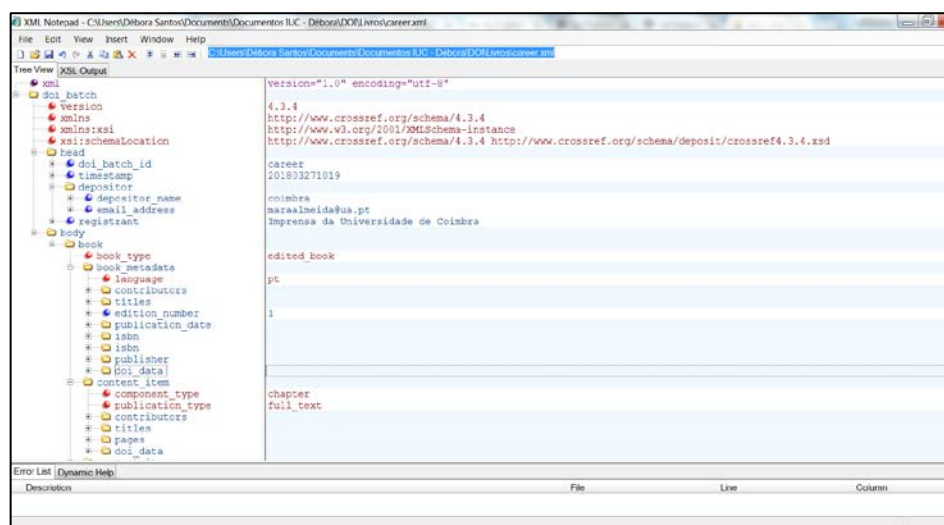 XML Notepad - C:\Users\Débora Santos\Documents\Documentos IUC - Débora\DOI\Livros\career.xml
File Edit View Insert Window Help
C:\Users\Débora Santos\Documents\Documentos IUC - Débora\DOI\Livros\career.xml
Tree View XSL Output
xml version="1.0" encoding="utf-8"
doi_batch
version 4.3.4
xmlns http://www.crossref.org/schema/4.3.4
xmlns:xsi http://www.w3.org/2001/XMLSchema-instance
xsi:schemaLocation http://www.crossref.org/schema/4.3.4 http://www.crossref.org/schema/deposit/crossref4.3.4.xsd
head
doi_batch_id career
timestamp 201803271019
depositor
depositor_name coimbra
email_address maraalmeida@ua.pt
registrant Imprensa da Universidade de Coimbra
body
book
book_type edited_book
book_metadata
language pt
contributors
titles
edition_number 1
publication_date
isbn
isbn
publisher
doi_data
content_item
component_type chapter
publication_type full_text
contributors
titles
pages
doi_data
Error List Dynamic Help
Description File Line Column